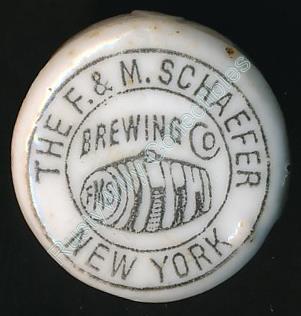 THE F. & M. SCHAEFER
BREWING Co
FMS
NEW YORK